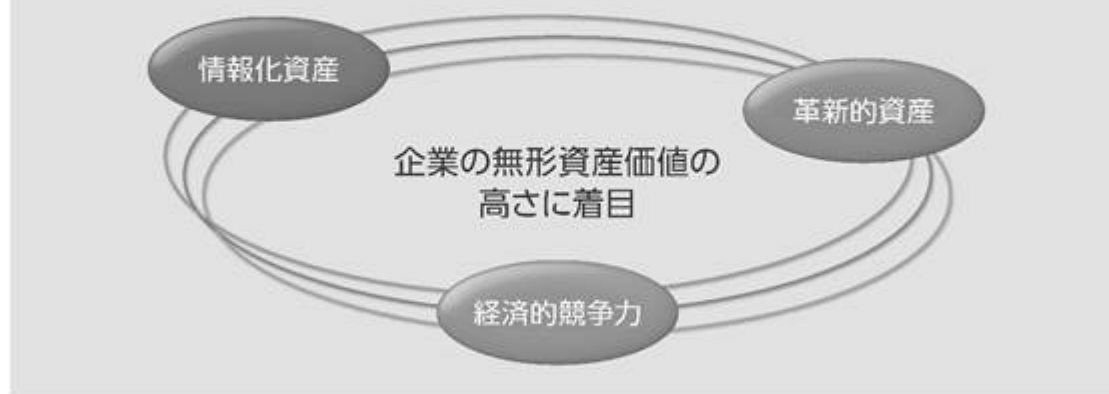 情報化資産
革新的資産
企業の無形資産価値の
高さに着目
経済的競争力